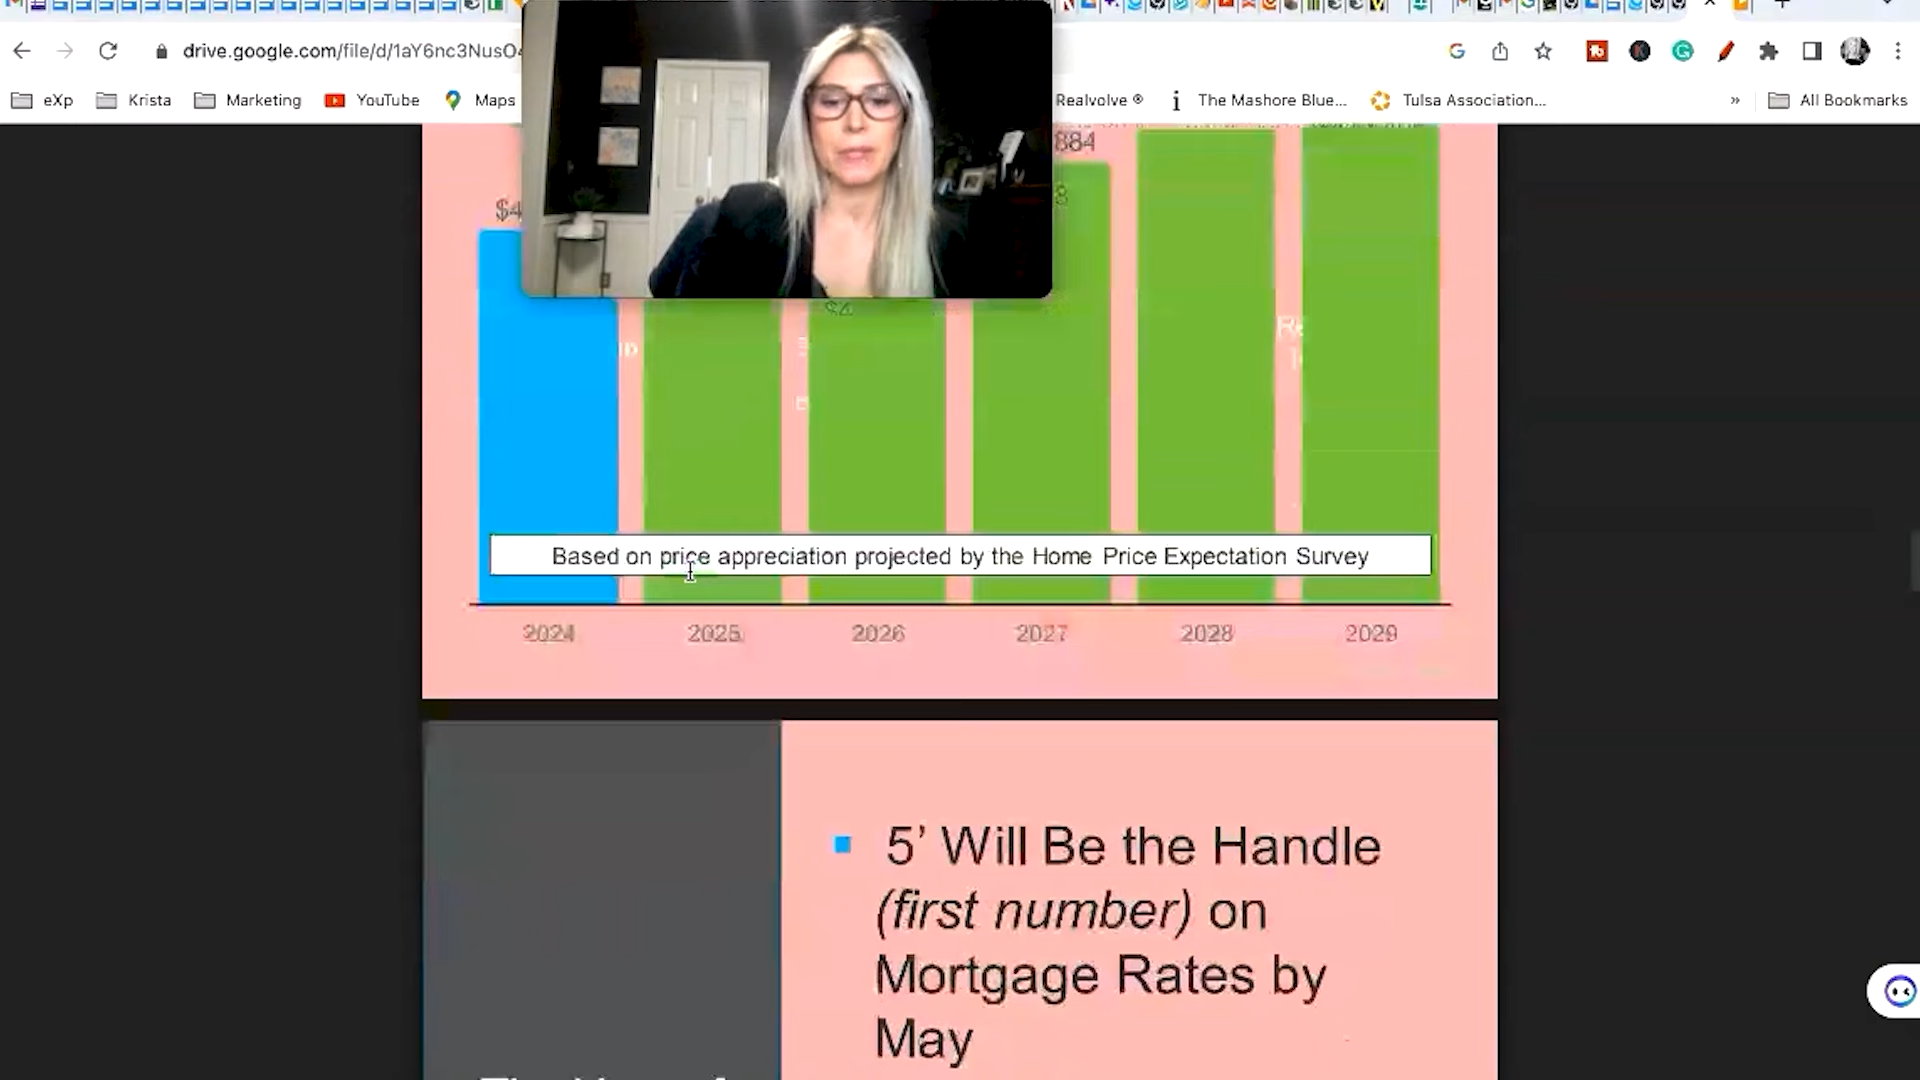 drive.google.com/file/d/1aY6nc3NusO
eXp Krista Marketing YouTube Maps Realvolve ® The Mashore Blue... Tulsa Association... » All Bookmarks
884
$4
Based on price appreciation projected by the Home Price Expectation Survey
2024 2025 2026 2027 2028 2029
5’ Will Be the Handle
(first number) on
Mortgage Rates by
May